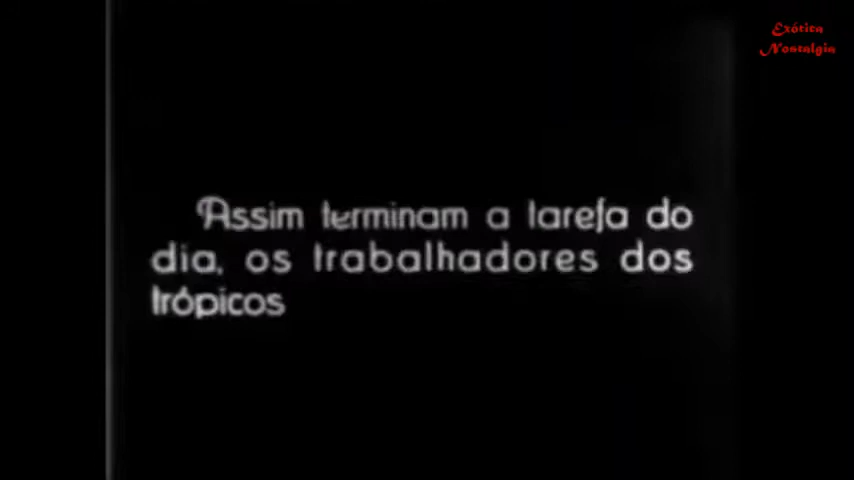 Exótica
Nostalgia
Assim terminam a tarefa do
dia, os trabalhadores dos
trópicos